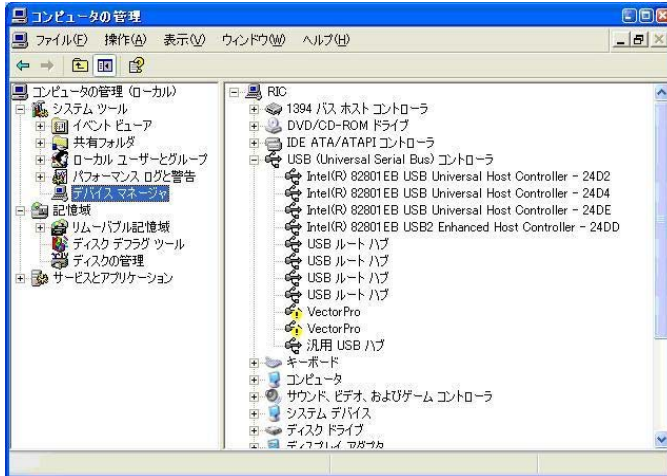 コンピュータの管理
ファイル(F) 操作(A) 表示(V) ウィンドウ(W) ヘルプ(H)
コンピュータの管理 (ローカル)
システム ツール
イベント ビューア
共有フォルダ
ローカル ユーザーとグループ
パフォーマンス ログと警告
デバイス マネージャ
記憶域
リムーバブル記憶域
ディスク デフラグ ツール
ディスクの管理
サービスとアプリケーション
RIC
1394 バス ホスト コントローラ
DVD/CD-ROM ドライブ
IDE ATA/ATAPI コントローラ
USB (Universal Serial Bus) コントローラ
Intel(R) 82801EB USB Universal Host Controller - 24D2
Intel(R) 82801EB USB Universal Host Controller - 24D4
Intel(R) 82801EB USB Universal Host Controller - 24DE
Intel(R) 82801EB USB2 Enhanced Host Controller - 24DD
USB ルート ハブ
USB ルート ハブ
USB ルート ハブ
USB ルート ハブ
VectorPro
VectorPro
汎用 USB ハブ
キーボード
コンピュータ
サウンド、ビデオ、およびゲーム コントローラ
システム デバイス
ディスク ドライブ
ディスプレイ アダプタ